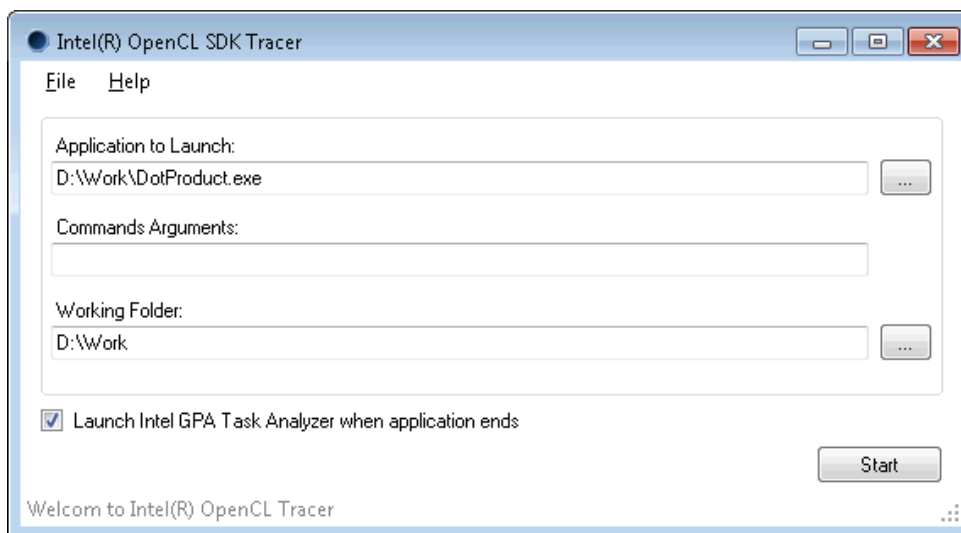 Intel(R) OpenCL SDK Tracer
File Help
Application to Launch:
D:\Work\DotProduct.exe
...
Commands Arguments:
Working Folder:
D:\Work
...
Launch Intel GPA Task Analyzer when application ends
Start
Welcom to Intel(R) OpenCL Tracer